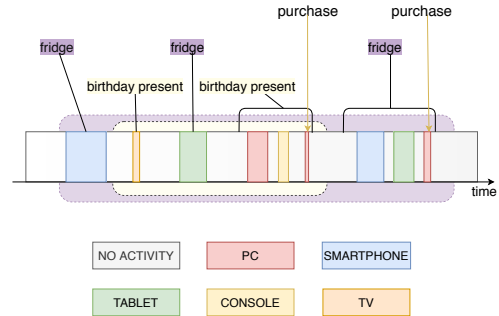 purchase
purchase
fridge
fridge
fridge
birthday present
birthday present
time
NO ACTIVITY
PC
SMARTPHONE
TABLET
CONSOLE
TV